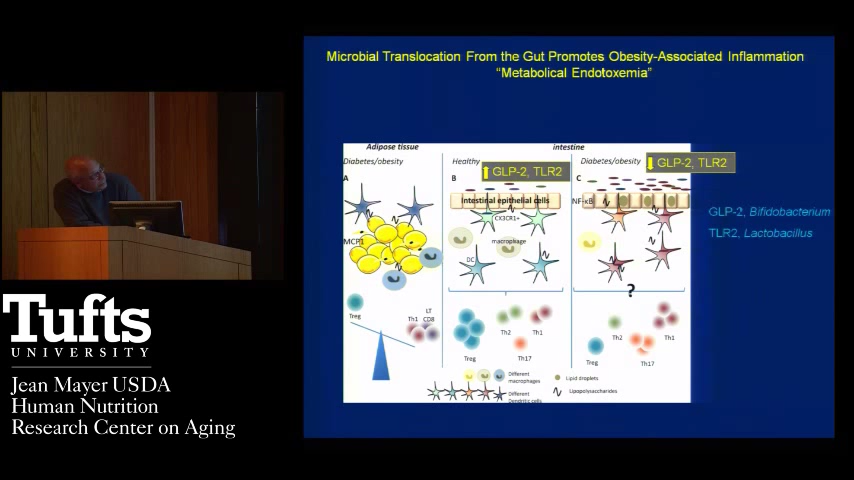 Microbial Translocation From the Gut Promotes Obesity-Associated Inflammation
"Metabolical Endotoxemia"
Adipose tissue
intestine
Diabetes/obesity
Healthy
GLP-2, TLR2
Diabetes/obesity
GLP-2, TLR2
A
B
C
Intestinal epithelial cells
NF-κB
GLP-2, Bifidobacterium
TLR2, Lactobacillus
CX3CR1+
macrophage
MCP1
DC
?
Treg
Th1
LT
CD8
Treg
Th2
Th1
Th17
Treg
Th2
Th17
Th1
Different
macrophages
Lipid droplets
Different
Dendritic cells
Lipopolysaccharides
Tufts
UNIVERSITY
Jean Mayer USDA
Human Nutrition
Research Center on Aging